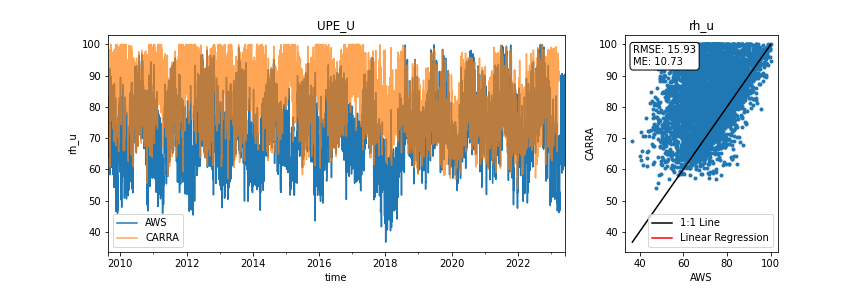 UPE_U
100
90
80
70
60
50
40
rh_u
2010
2012
2014
2016
2018
2020
2022
time
AWS
CARRA
rh_u
RMSE: 15.93
ME: 10.73
100
90
80
70
60
50
40
CARRA
1:1 Line
Linear Regression
40
60
80
100
AWS